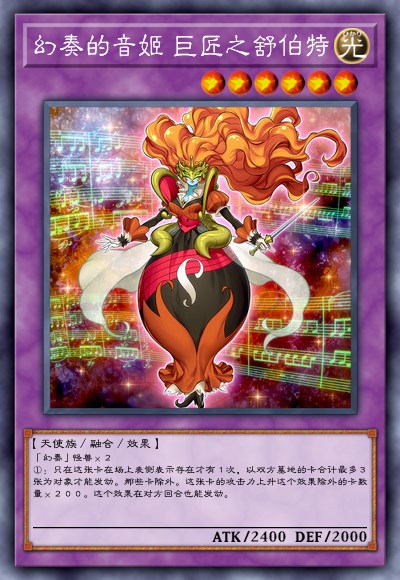 幻奏的音姬 巨匠之舒伯特
光
【天使族／融合／效果】
「幻奏」怪兽×2
①：只在这张卡在场上表侧表示存在才有1次，以双方墓地的卡合计最多3
张为对象才能发动。那些卡除外。这张卡的攻击力上升这个效果除外的卡数
量×200。这个效果在对方回合也能发动。
ATK/2400 DEF/2000